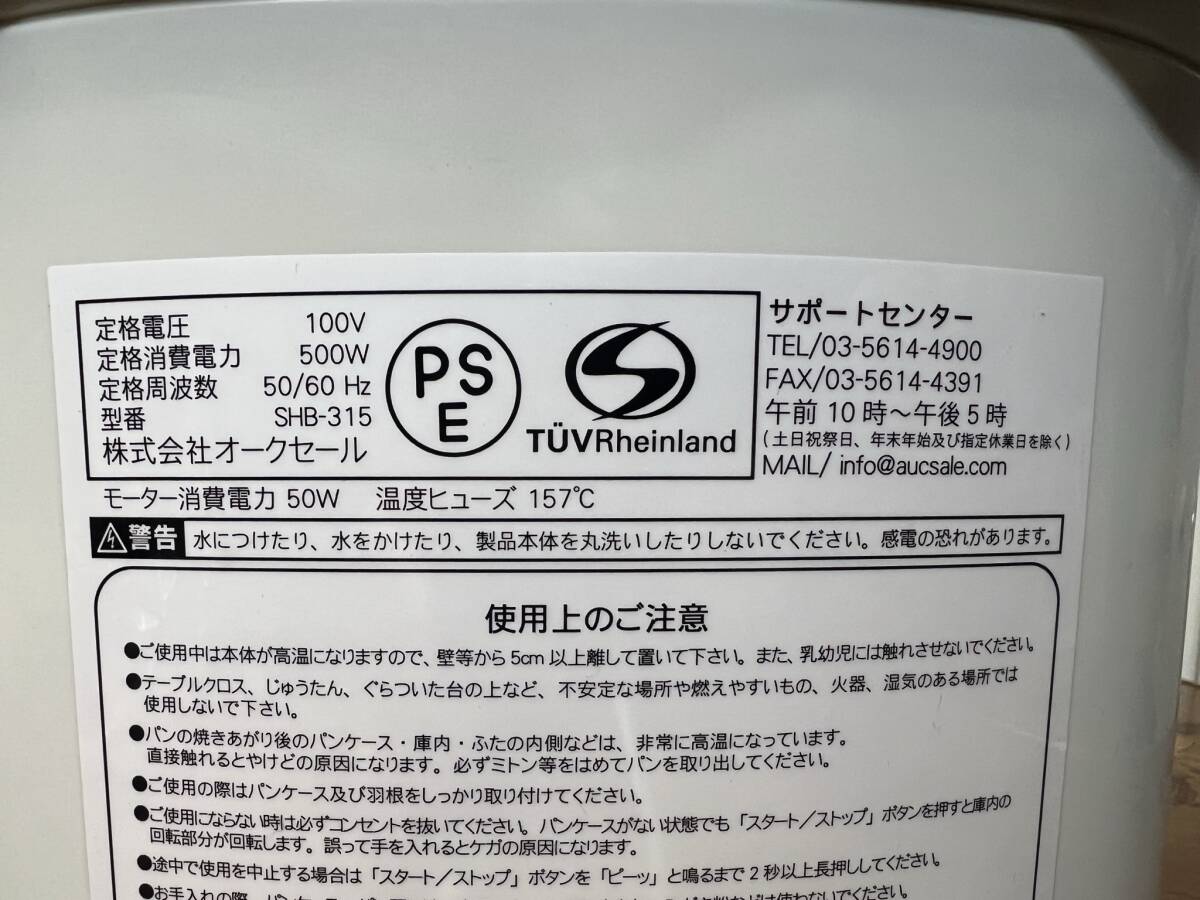 定格電圧 100V
定格消費電力 500W
定格周波数 50/60 Hz
型番 SHB-315
株式会社オークセール
PS
E
TÜVRheinland
サポートセンター
TEL/03-5614-4900
FAX/03-5614-4391
午前10時~午後5時
(土日祝祭日、年末年始及び指定休業日を除く)
MAIL/ info@aucsale.com
モーター消費電力 50W 温度ヒューズ 157℃
警告 水につけたり、水をかけたり、製品本体を丸洗いしたりしないでください。感電の恐れがあります。
使用上のご注意
●ご使用中は本体が高温になりますので、壁等から5cm以上離して置いて下さい。また、乳幼児には触れさせないでください。
●テーブルクロス、じゅうたん、ぐらついた台の上など、不安定な場所や燃えやすいもの、火器、湿気のある場所では
使用しないで下さい。
●パンの焼きあがり後のパンケース・庫内・ふたの内側などは、非常に高温になっています。
直接触れるとやけどの原因になります。必ずミトン等をはめてパンを取り出してください。
●ご使用の際はパンケース及び羽根をしっかり取り付けてください。
●ご使用にならない時は必ずコンセントを抜いてください。パンケースがない状態でも「スタート/ストップ」ボタンを押すと庫内の
回転部分が回転します。誤って手を入れるとケガの原因になります。
●途中で使用を中止する場合は「スタート/ストップ」ボタンを「ピーッ」と鳴るまで2秒以上長押ししてください。
●お手入れの際、パン